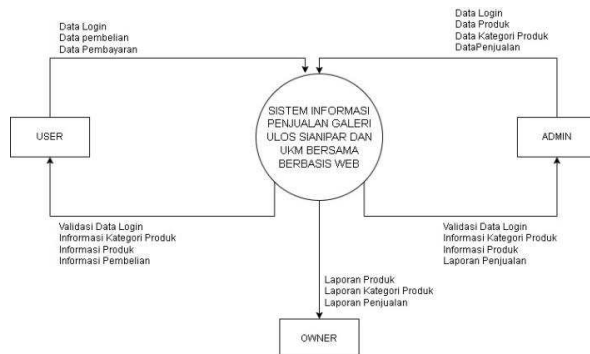 Data Login
Data pembelian
Data Pembayaran
Data Login
Data Produk
Data Kategori Produk
DataPenjualan
SISTEM INFORMASI
PENJUALAN GALERI
ULOS SIANIPAR DAN
UKM BERSAMA
BERBASIS WEB
USER
ADMIN
Validasi Data Login
Informasi Kategori Produk
Informasi Produk
Informasi Pembelian
Validasi Data Login
Informasi Kategori Produk
Informasi Produk
Laporan Penjualan
Laporan Produk
Laporan Kategori Produk
Laporan Penjualan
OWNER